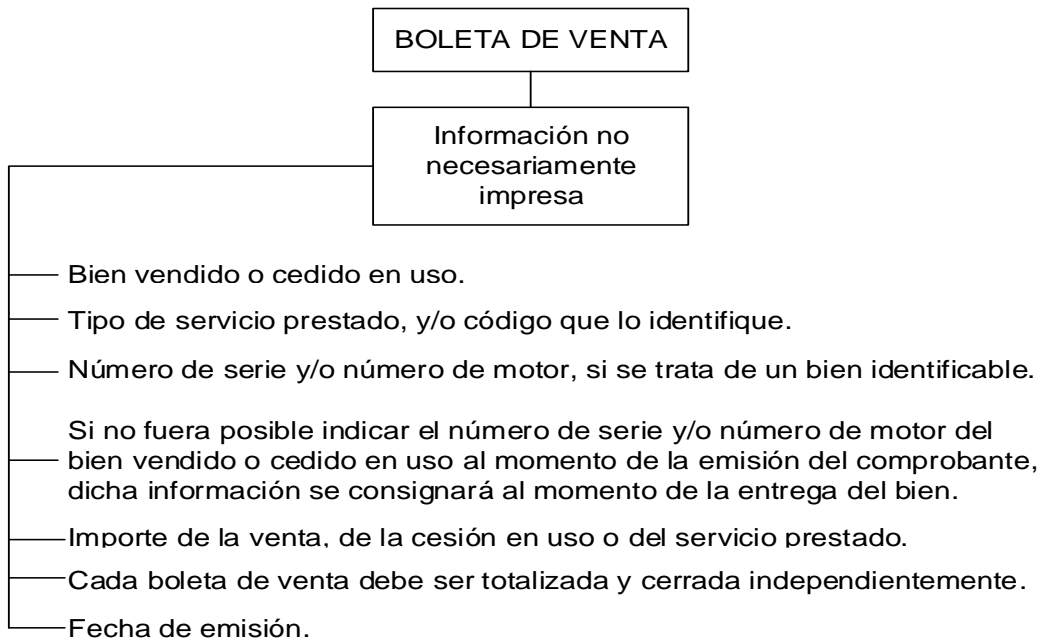 BOLETA DE VENTA
Información no
necesariamente
impresa
Bien vendido o cedido en uso.
Tipo de servicio prestado, y/o código que lo identifique.
Número de serie y/o número de motor, si se trata de un bien identificable.
Si no fuera posible indicar el número de serie y/o número de motor del
bien vendido o cedido en uso al momento de la emisión del comprobante,
dicha información se consignará al momento de la entrega del bien.
Importe de la venta, de la cesión en uso o del servicio prestado.
Cada boleta de venta debe ser totalizada y cerrada independientemente.
Fecha de emisión.